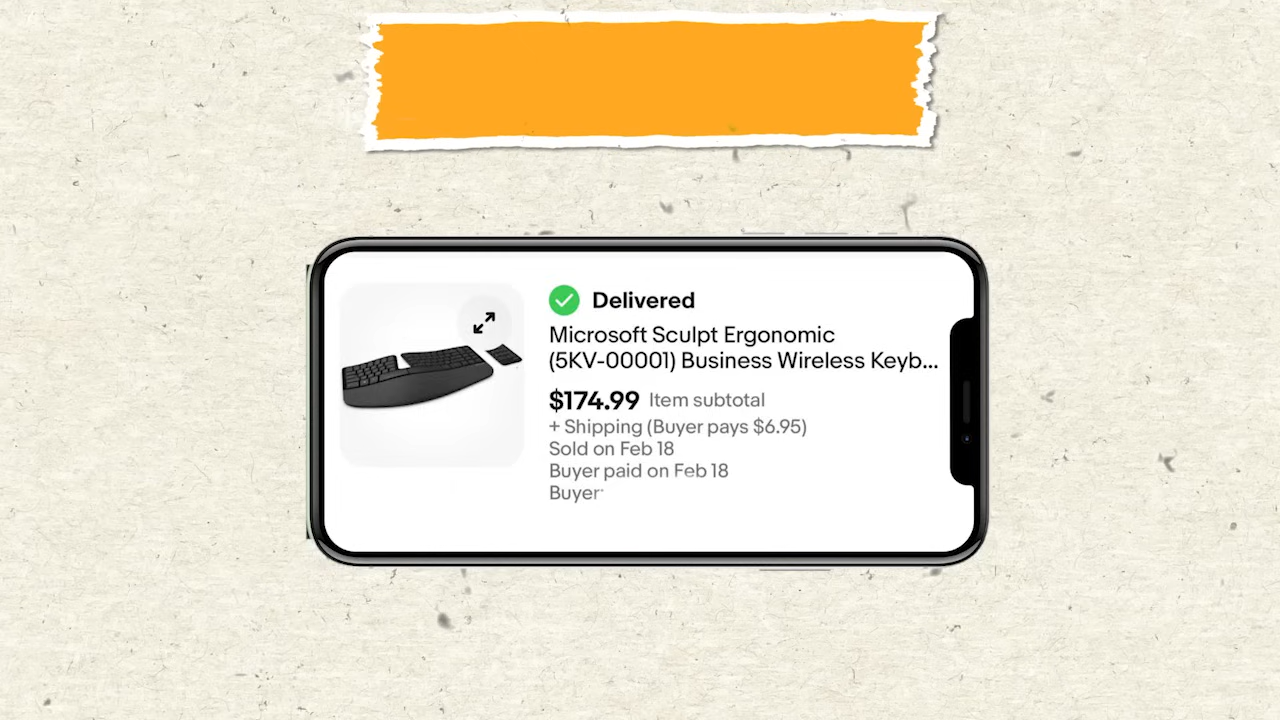 Delivered
Microsoft Sculpt Ergonomic
(5KV-00001) Business Wireless Keyb...
$174.99 Item subtotal
+ Shipping (Buyer pays $6.95)
Sold on Feb 18
Buyer paid on Feb 18
Buyer